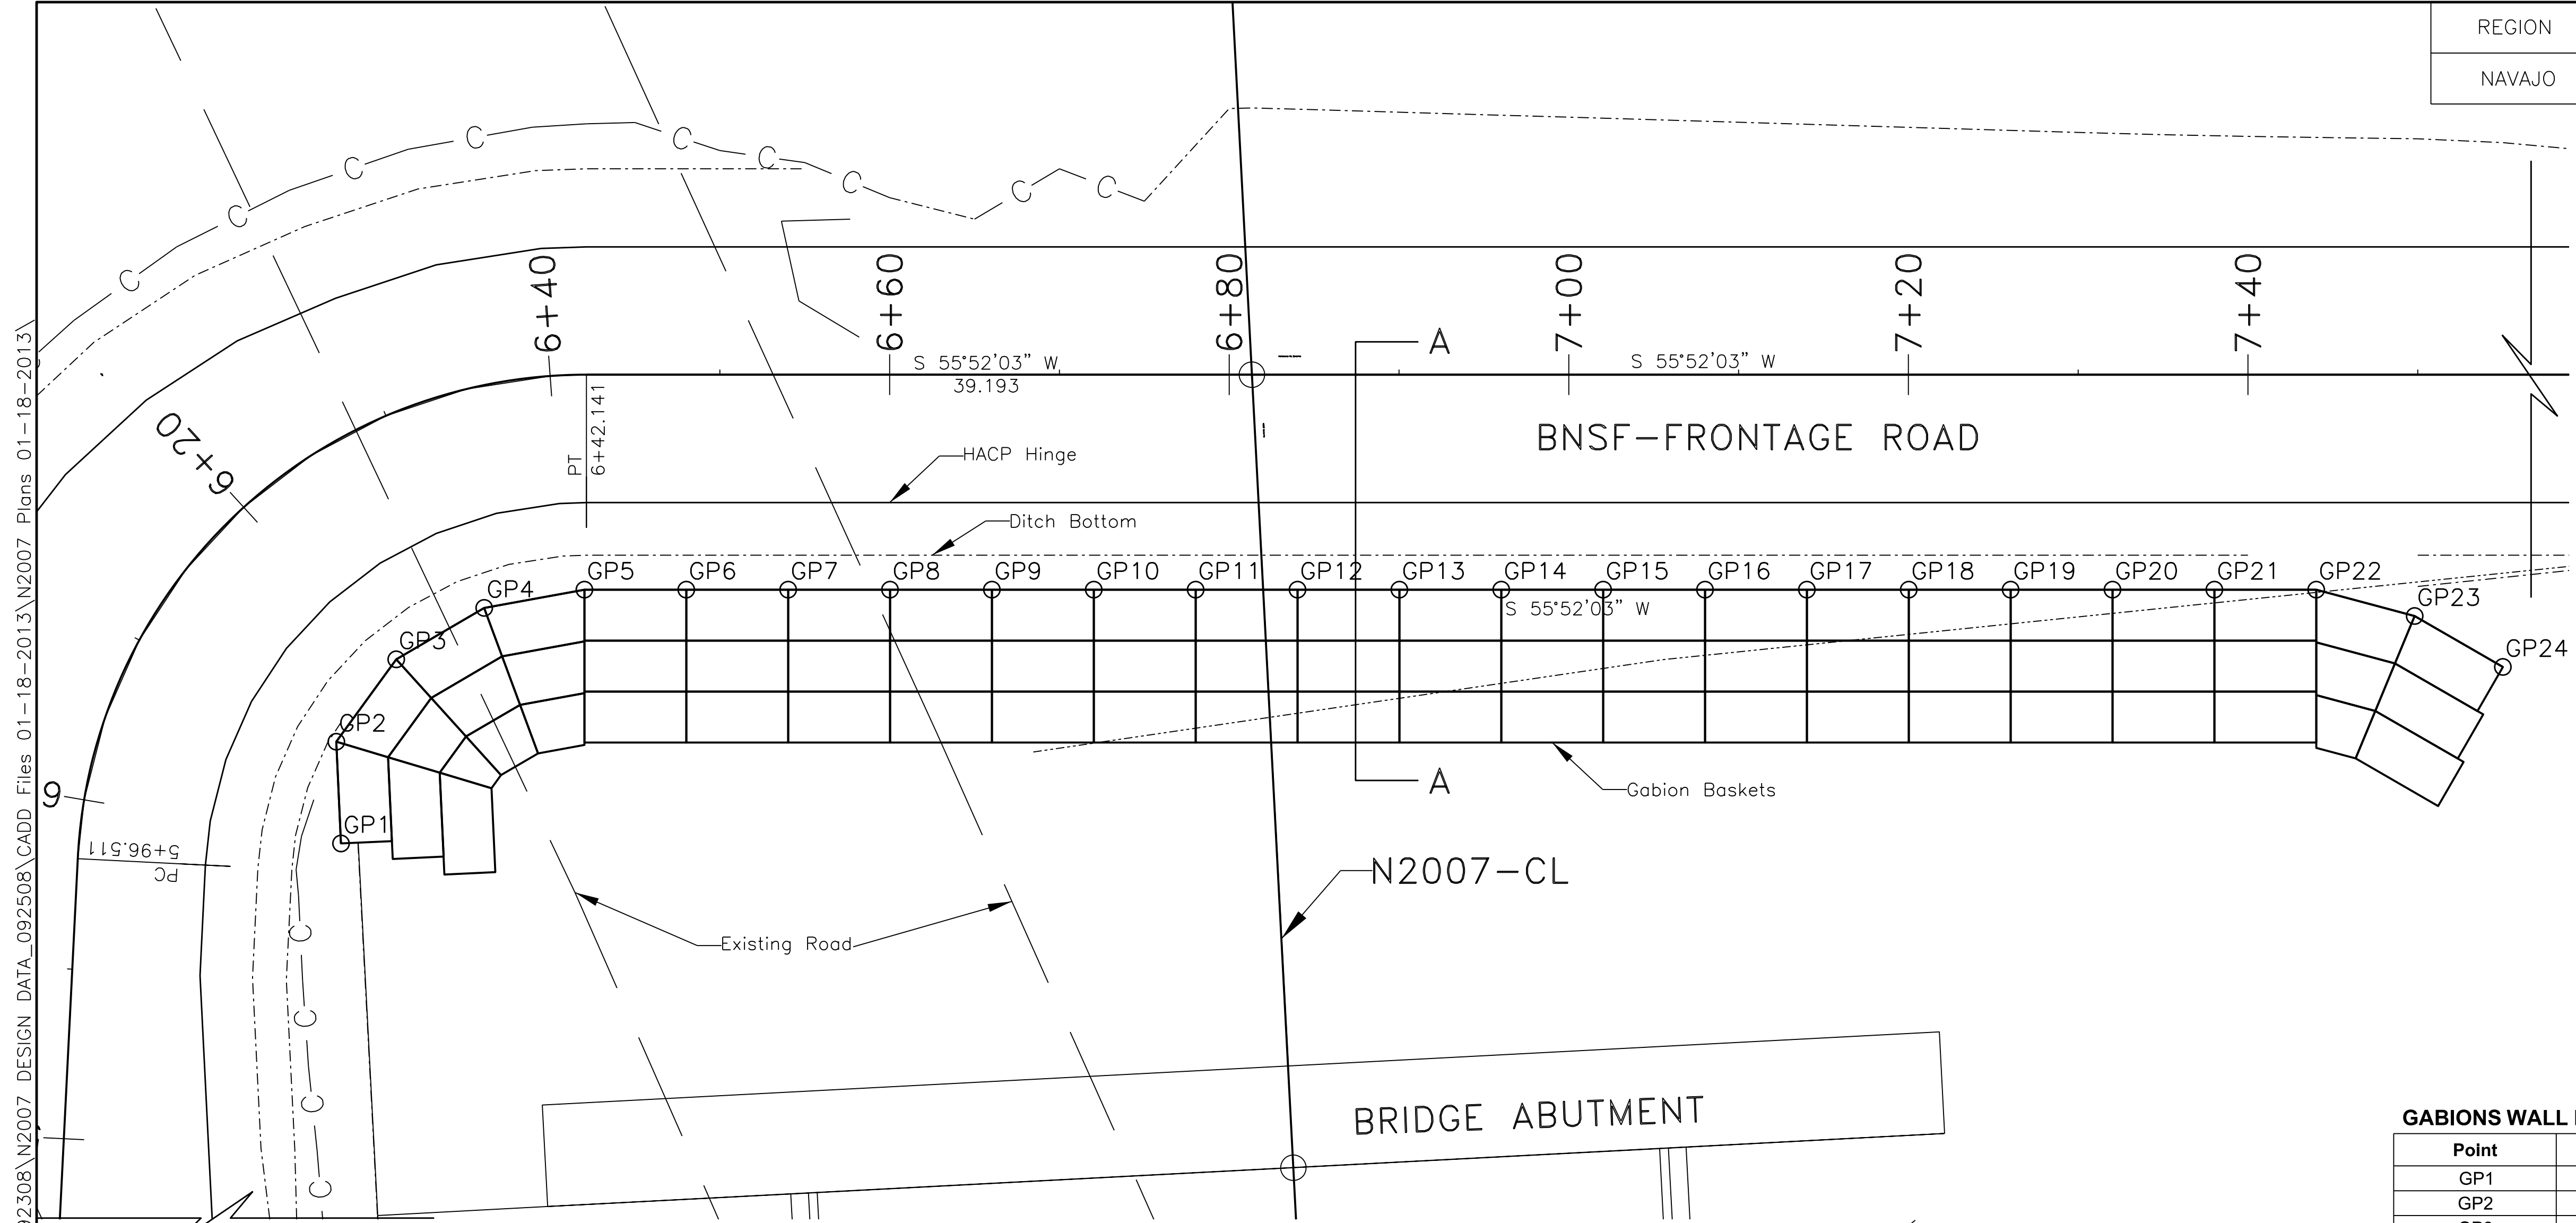 REGION
NAVAJO
C C C C C C C C C C
6+20
6+40
6+60
6+80
7+00
7+20
7+40
S 55°52'03" W
39.193
S 55°52'03" W
A
PT
6+42.141
BNSF-FRONTAGE ROAD
HACP Hinge
Ditch Bottom
GP1
GP2
GP3
GP4
GP5
GP6
GP7
GP8
GP9
GP10
GP11
GP12
GP13
GP14
GP15
GP16
GP17
GP18
GP19
GP20
GP21
GP22
GP23
GP24
S 55°52'03" W
A
Gabion Baskets
5+96.511
PC
N2007-CL
Existing Road
C
C
C
C
BRIDGE ABUTMENT
GABIONS WALL
Point
GP1
GP2
92308\N2007 DESIGN DATA_092508\CADD Files 01-18-2013\N2007 Plans 01-18-2013\